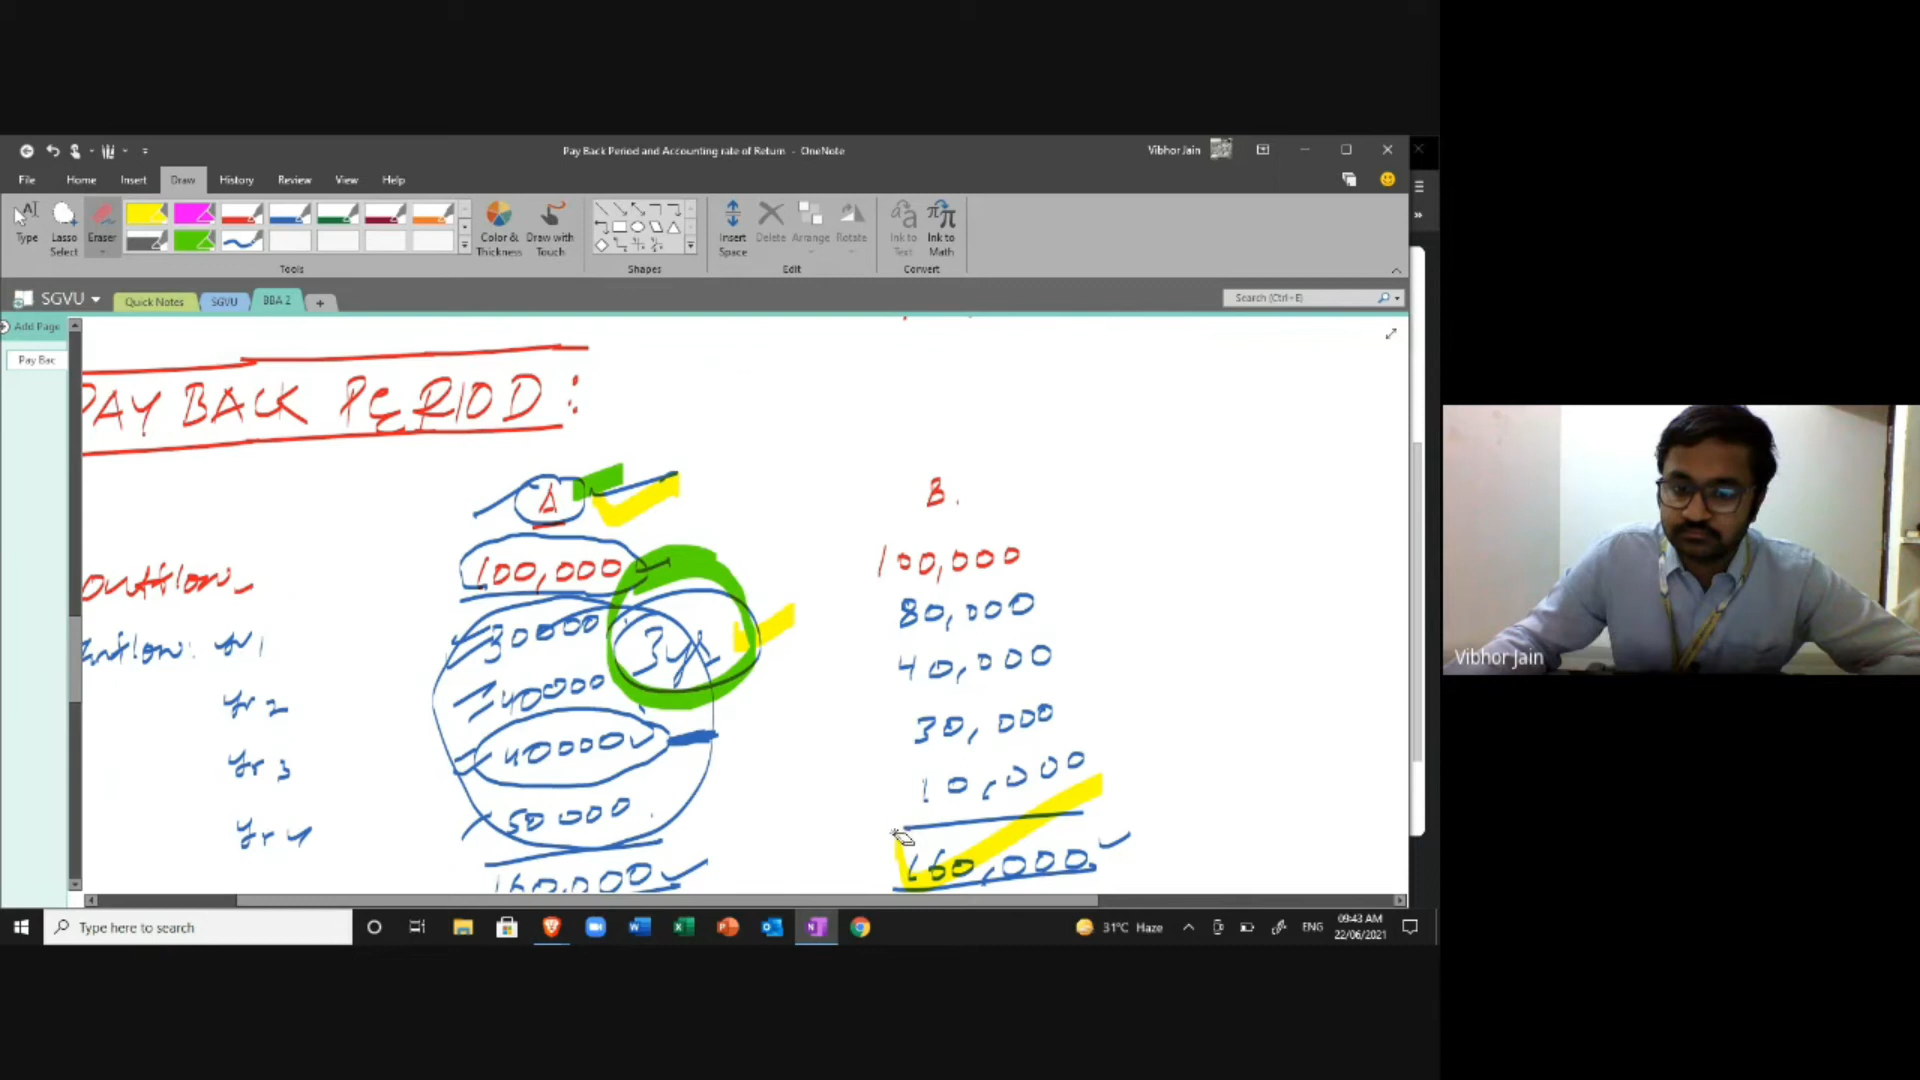 Pay Back Period and Accounting rate of Return - OneNote
Vibhor Jain
File Home Insert Draw History Review View Help
Type
Lasso Select
Eraser
Color & Thickness
Draw with Touch
Insert Space
Delete
Arrange
Rotate
Ink to Text
Ink to Math
Tools Shapes Edit Convert
SGVU Quick Notes SGVU BBA 2 + Search (Ctrl+E)
Add Page
Pay Bac
PAY BACK PERIOD :
A B.
outflow 100,000 100,000
Inflow: Yr 1 30000 3yr 80,000
Yr 2 40000 40,000
Yr 3 40000 30,000
Yr 4 50000 10,000
160,000 160,000
Vibhor Jain
Type here to search
31°C Haze ENG 09:43 AM
22/06/2021